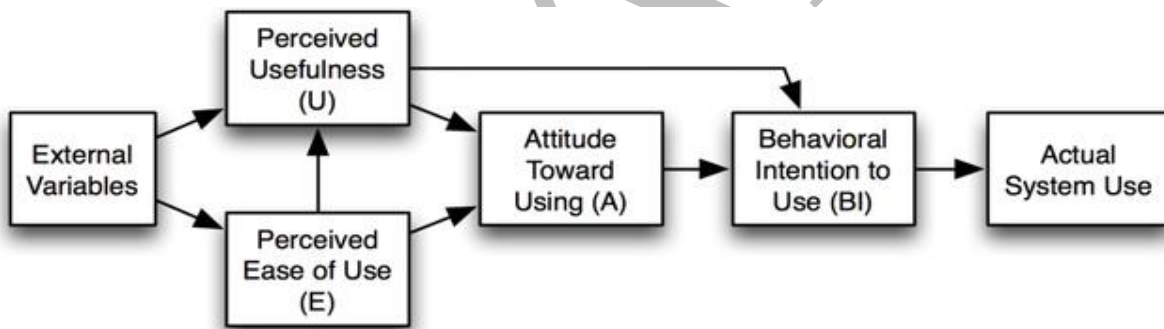 Perceived
Usefulness
(U)
External
Variables
Perceived
Ease of Use
(E)
Attitude
Toward
Using (A)
Behavioral
Intention to
Use (BI)
Actual
System Use